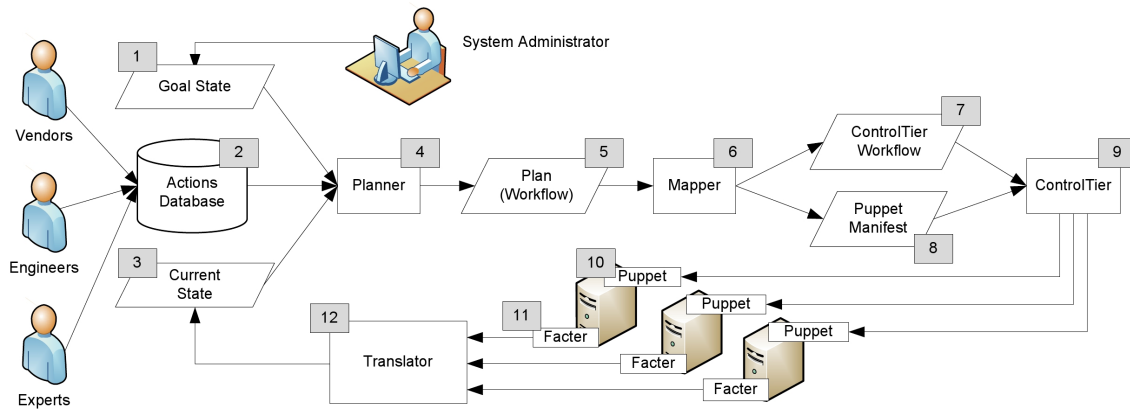 System Administrator
1
Goal State
Vendors
2
Actions
Database
4
Planner
5
Plan
(Workflow)
6
Mapper
7
ControlTier
Workflow
9
ControlTier
Puppet
Manifest
8
Engineers
3
Current
State
10
Puppet
Puppet
Puppet
11
Facter
Facter
Facter
12
Translator
Experts